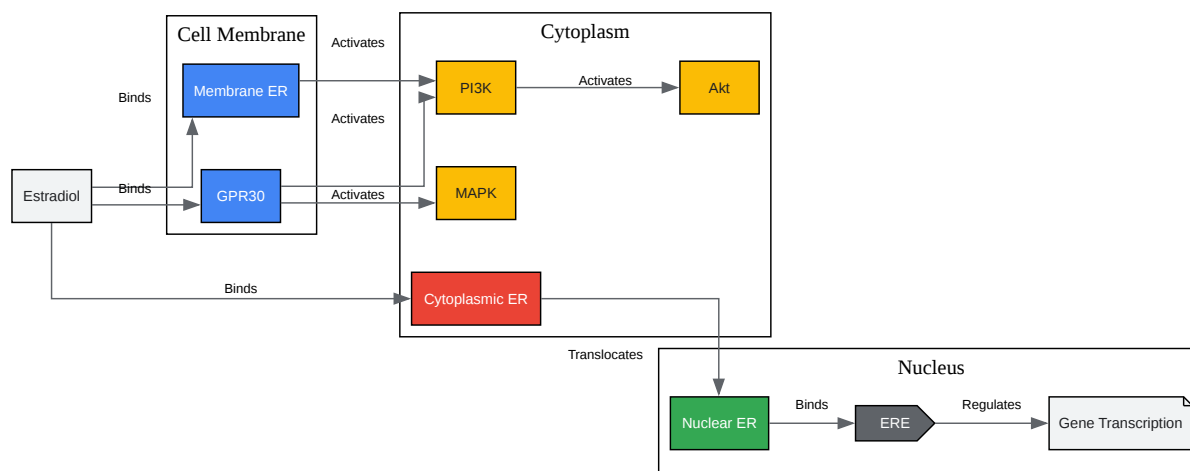 Cell Membrane
Cytoplasm
Activates
Membrane ER
PI3K
Activates
Akt
Binds
Activates
Estradiol
Binds
GPR30
Activates
MAPK
Binds
Cytoplasmic ER
Translocates
Nucleus
Nuclear ER
Binds
ERE
Regulates
Gene Transcription